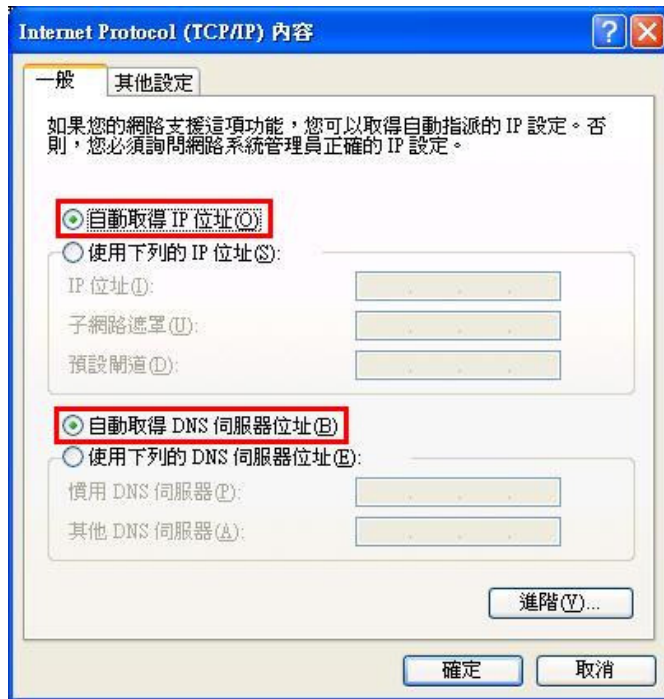 Internet Protocol (TCP/IP) 內容
一般 其他設定
如果您的網路支援這項功能，您可以取得自動指派的 IP 設定。否
則，您必須詢問網路系統管理員正確的 IP 設定。
自動取得 IP 位址(O)
使用下列的 IP 位址(S):
IP 位址(I):
子網路遮罩(U):
預設閘道(D):
自動取得 DNS 伺服器位址(B)
使用下列的 DNS 伺服器位址(E):
慣用 DNS 伺服器(P):
其他 DNS 伺服器(A):
進階(V)...
確定 取消